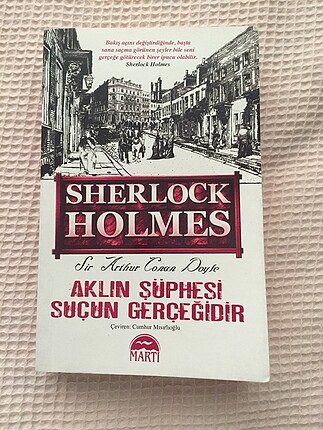 Bakış açını değiştirdiğinde, başta
sana saçma görünen şeyler bile seni
gerçeğe götürecek birer ipucu olabilir.
Sherlock Holmes
SHERLOCK
HOLMES
Sir Arthur Conan Doyle
AKLIN ŞÜPHESİ
SUÇUN GERÇEĞİDİR
Çeviren: Cumhur Mısırlıoğlu
MARTI